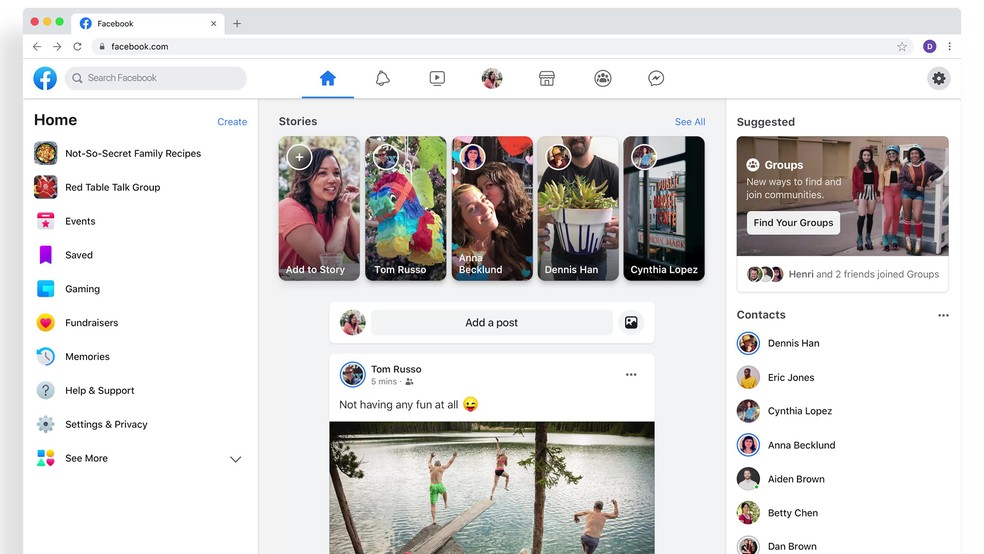 Facebook
facebook.com
D
Search Facebook
Home
Create
Not-So-Secret Family Recipes
Red Table Talk Group
Events
Saved
Gaming
Fundraisers
Memories
Help & Support
Settings & Privacy
See More
Stories
See All
Add to Story
Tom Russo
Anna
Becklund
Dennis Han
Cynthia Lopez
Add a post
Tom Russo
5 mins ·
Not having any fun at all 😜
Suggested
Groups
New ways to find and
join communities.
Find Your Groups
Henri and 2 friends joined Groups
Contacts
Dennis Han
Eric Jones
Cynthia Lopez
Anna Becklund
Aiden Brown
Betty Chen
Dan Brown